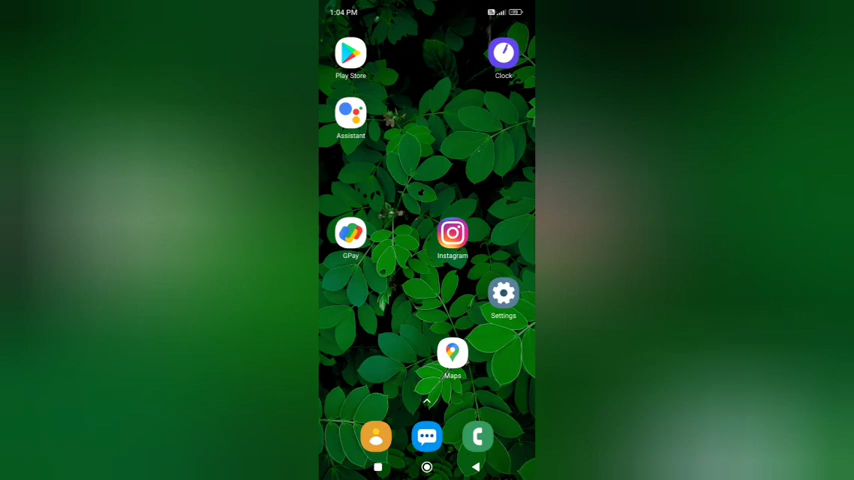 1:04 PM
Play Store
Clock
Assistant
GPay
Instagram
Settings
Maps